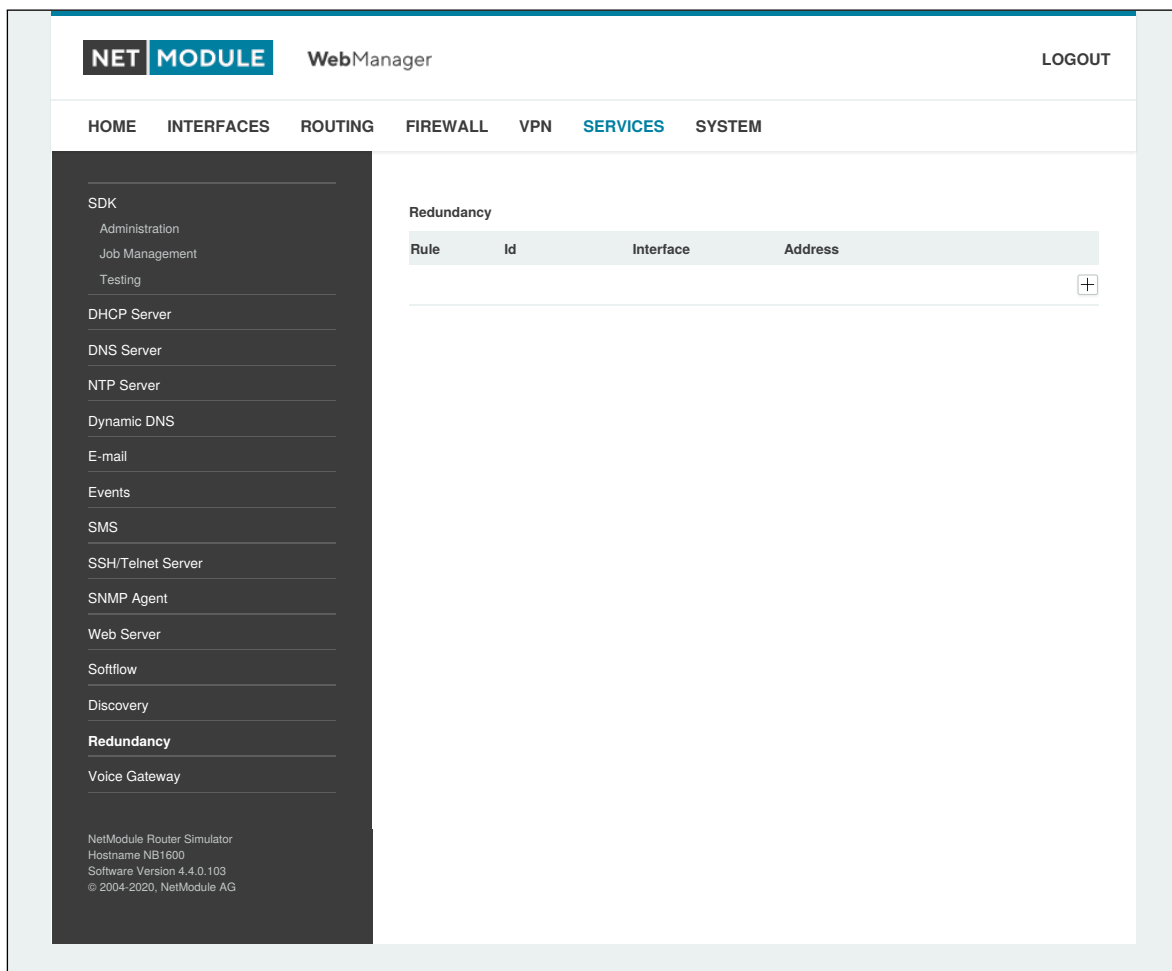 NET MODULE WebManager LOGOUT
HOME INTERFACES ROUTING FIREWALL VPN SERVICES SYSTEM
SDK
Administration
Job Management
Testing
DHCP Server
DNS Server
NTP Server
Dynamic DNS
E-mail
Events
SMS
SSH/Telnet Server
SNMP Agent
Web Server
Softflow
Discovery
Redundancy
Voice Gateway
NetModule Router Simulator
Hostname NB1600
Software Version 4.4.0.103
© 2004-2020, NetModule AG
Redundancy
Rule Id Interface Address